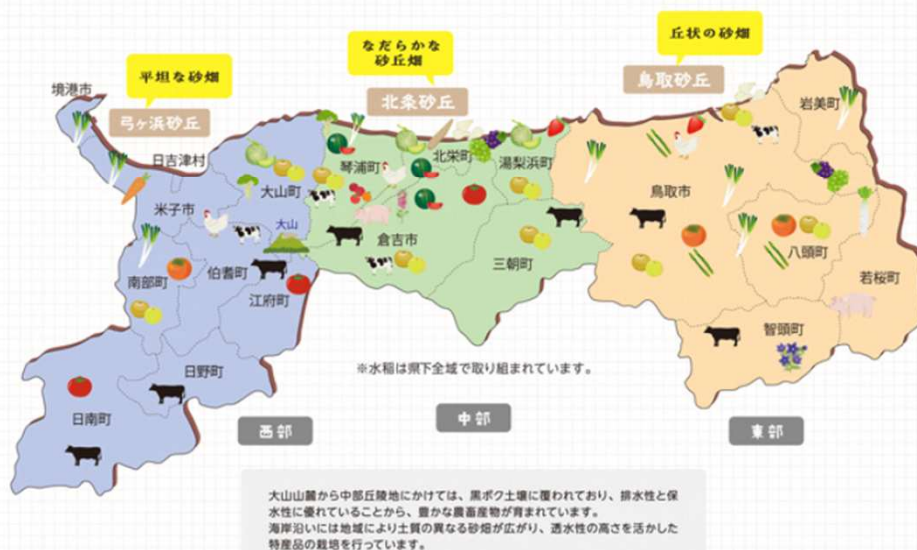 平坦な砂畑
弓ヶ浜砂丘
なだらかな
砂丘畑
北条砂丘
丘状の砂畑
鳥取砂丘
境港市
日吉津村
米子市
大山町
大山
南部町
伯耆町
江府町
日野町
日南町
琴浦町
北栄町
湯梨浜町
倉吉市
三朝町
岩美町
鳥取市
八頭町
若桜町
智頭町
※水稲は県下全域で取り組まれています。
西部
中部
東部
大山山麓から中部丘陵地にかけては、黒ボク土壌に覆われており、排水性と保
水性に優れていることから、豊かな農畜産物が育まれています。
海岸沿いには地域により土質の異なる砂畑が広がり、透水性の高さを活かした
特産品の栽培を行っています。